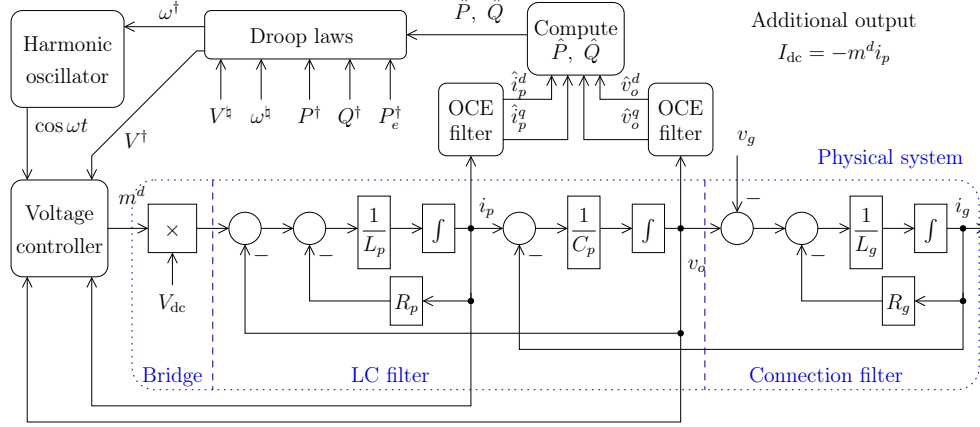 ω†
P̂, Q̂
Additional output
I_dc = −m^d i_p
Harmonic
oscillator
Droop laws
Compute
P̂, Q̂
V^♮ ω^♮ P† Q† P_e†
OCE
filter
î_p^d
î_p^q
v̂_o^d
v̂_o^q
OCE
filter
cos ωt
V†
v_g
Physical system
Voltage
controller
m^d
×
V_dc
−
−
1/L_p
∫
i_p
R_p
−
1/C_p
∫
v_o
−
−
1/L_g
∫
i_g
R_g
Bridge
LC filter
Connection filter